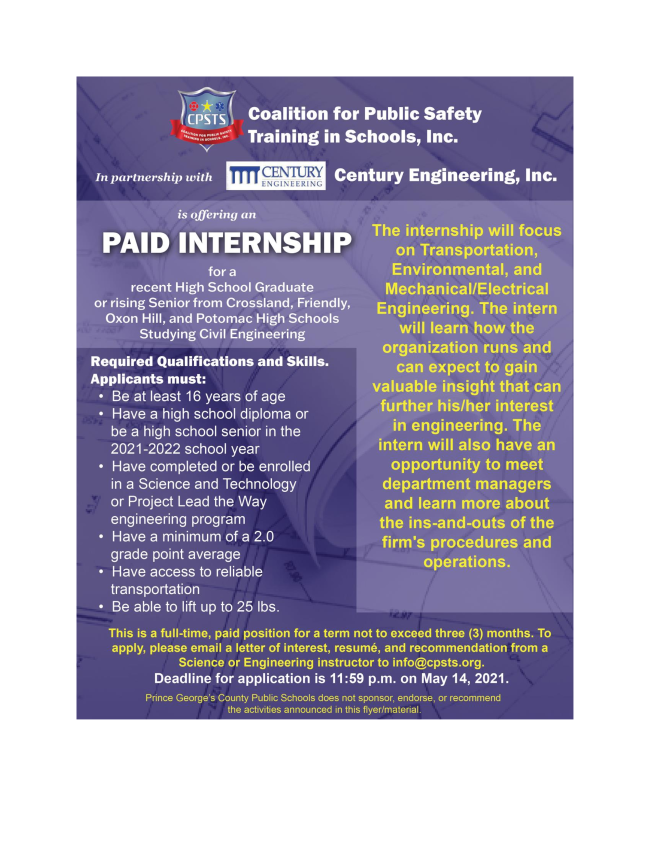 CPSTS
COALITION FOR PUBLIC SAFETY
TRAINING IN SCHOOLS, INC.
Coalition for Public Safety
Training in Schools, Inc.
In partnership with
CENTURY
ENGINEERING
Century Engineering, Inc.
is offering an
PAID INTERNSHIP
for a
recent High School Graduate
or rising Senior from Crossland, Friendly,
Oxon Hill, and Potomac High Schools
Studying Civil Engineering
Required Qualifications and Skills.
Applicants must:
• Be at least 16 years of age
• Have a high school diploma or
be a high school senior in the
2021-2022 school year
• Have completed or be enrolled
in a Science and Technology
or Project Lead the Way
engineering program
• Have a minimum of a 2.0
grade point average
• Have access to reliable
transportation
• Be able to lift up to 25 lbs.
The internship will focus
on Transportation,
Environmental, and
Mechanical/Electrical
Engineering. The intern
will learn how the
organization runs and
can expect to gain
valuable insight that can
further his/her interest
in engineering. The
intern will also have an
opportunity to meet
department managers
and learn more about
the ins-and-outs of the
firm's procedures and
operations.
12.97
This is a full-time, paid position for a term not to exceed three (3) months. To
apply, please email a letter of interest, resumé, and recommendation from a
Science or Engineering instructor to info@cpsts.org.
Deadline for application is 11:59 p.m. on May 14, 2021.
Prince George's County Public Schools does not sponsor, endorse, or recommend
the activities announced in this flyer/material.